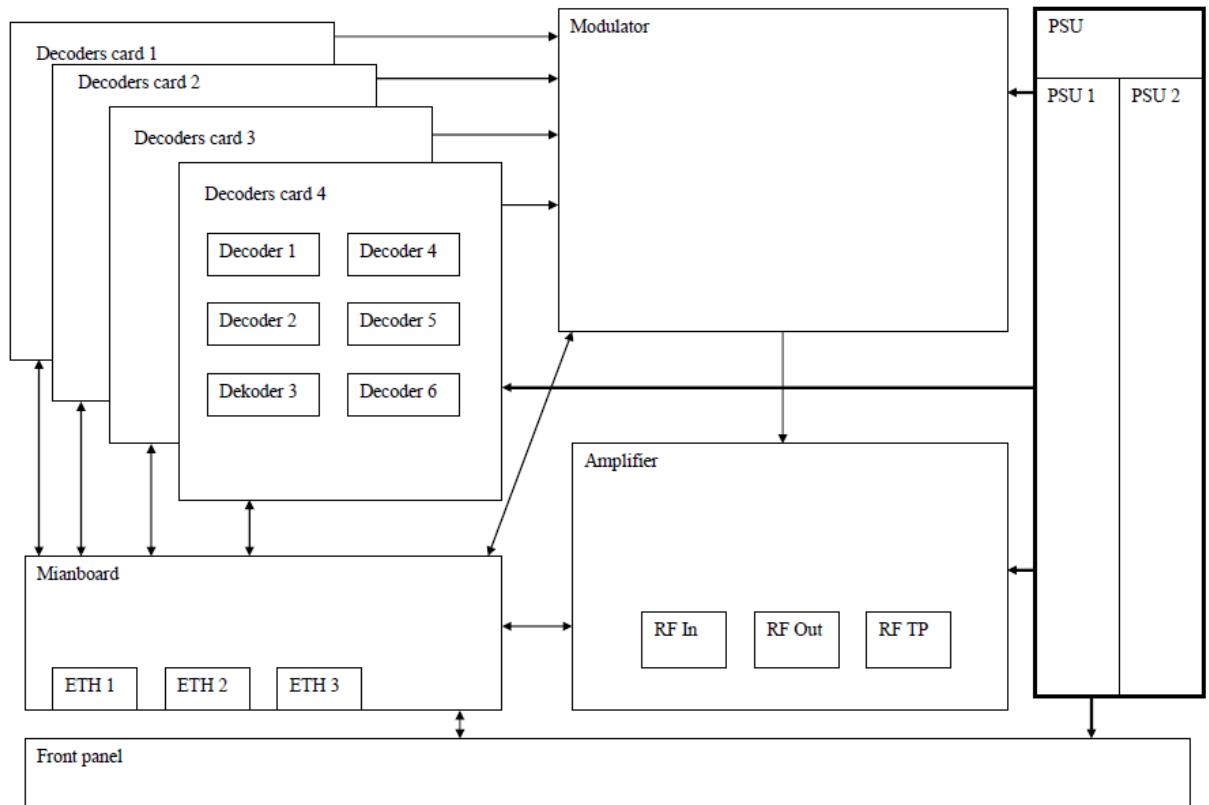 Decoders card 1
Decoders card 2
Decoders card 3
Decoders card 4
Decoder 1
Decoder 4
Decoder 2
Decoder 5
Dekoder 3
Decoder 6
Modulator
PSU
PSU 1
PSU 2
Amplifier
RF In
RF Out
RF TP
Mianboard
ETH 1
ETH 2
ETH 3
Front panel